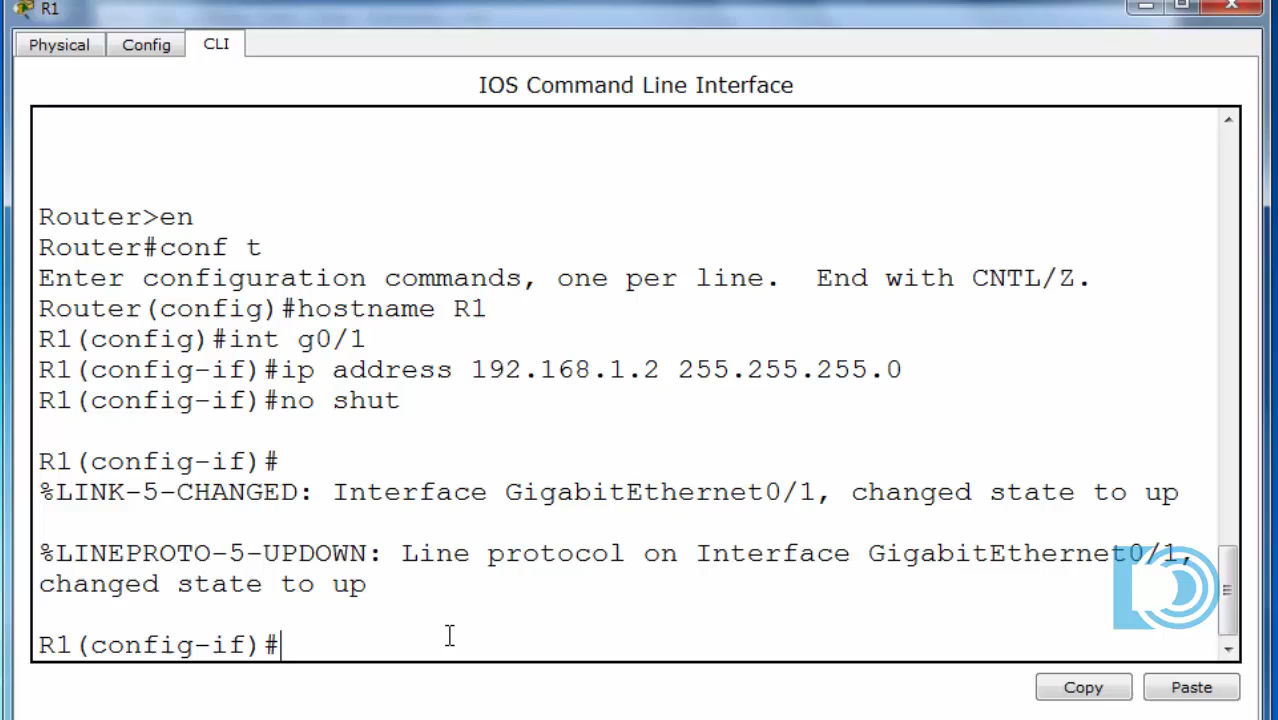 R1
Physical
Config
CLI
IOS Command Line Interface
Router>en
Router#conf t
Enter configuration commands, one per line.  End with CNTL/Z.
Router(config)#hostname R1
R1(config)#int g0/1
R1(config-if)#ip address 192.168.1.2 255.255.255.0
R1(config-if)#no shut
R1(config-if)#
%LINK-5-CHANGED: Interface GigabitEthernet0/1, changed state to up
%LINEPROTO-5-UPDOWN: Line protocol on Interface GigabitEthernet0/1,
changed state to up
R1(config-if)#
Copy
Paste